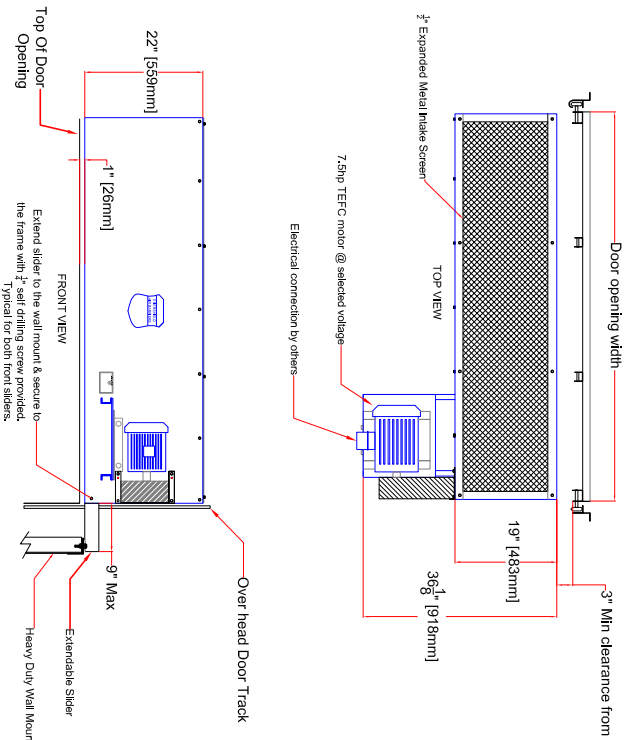 3" Min clearance from
Door opening width
½" Expanded Metal Intake Screen
TOP VIEW
7.5hp TEFC motor @ selected voltage
Electrical connection by others
19" [483mm]
36⅛" [918mm]
Over head Door Track
22" [559mm]
Top Of Door
Opening
1" [26mm]
FRONT VIEW
Extend slider to the wall mount & secure to
the frame with ¼" self drilling screw provided.
Typical for both front sliders.
9" Max
Extendable Slider
Heavy Duty Wall Moun